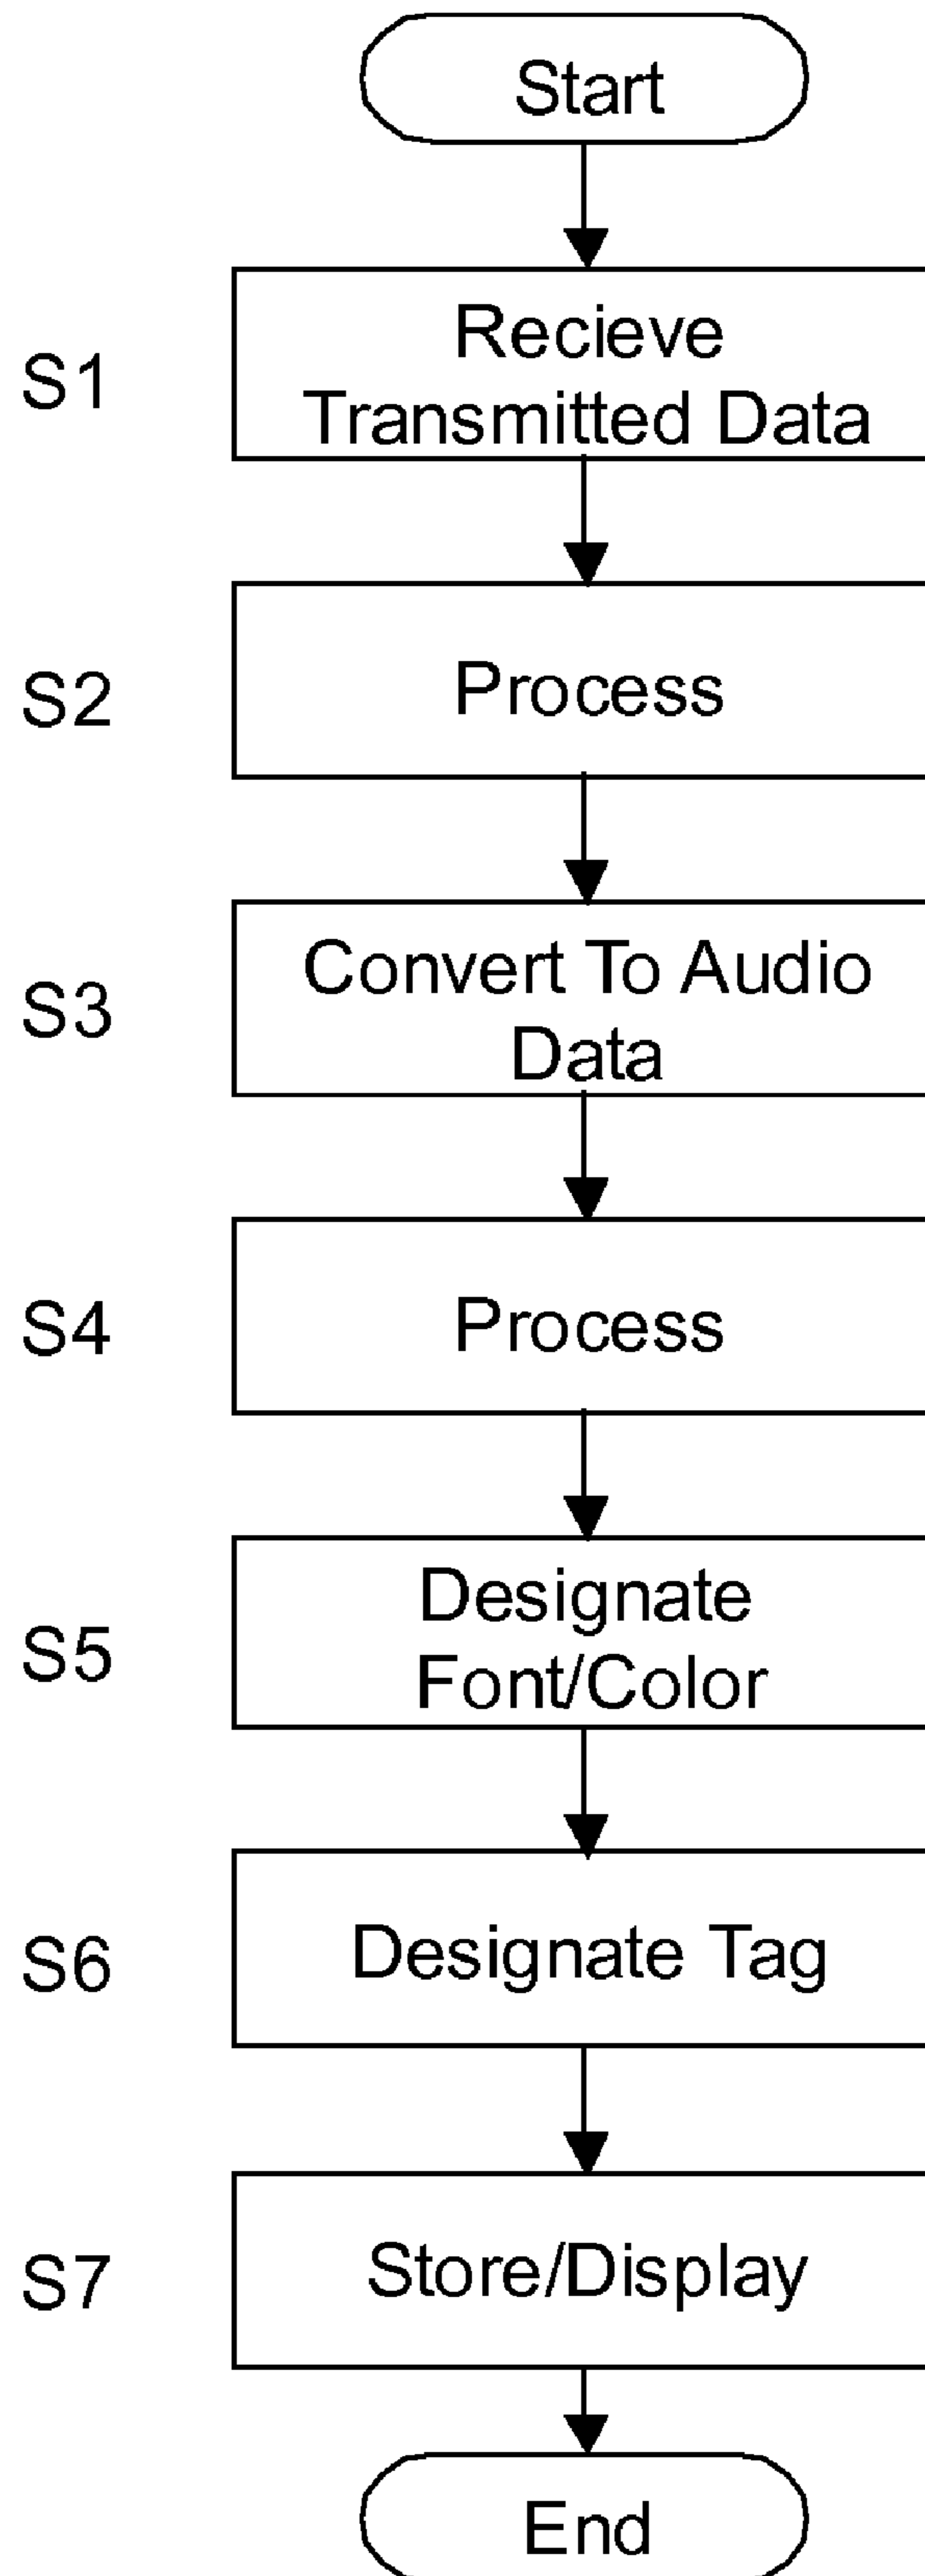 Start
S1
Recieve
Transmitted Data
S2
Process
S3
Convert To Audio
Data
S4
Process
S5
Designate
Font/Color
S6
Designate Tag
S7
Store/Display
End